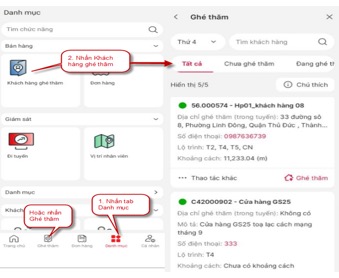 Danh mục
Tìm chức năng
Bán hàng
2. Nhấn Khách
hàng ghé thăm
Khách hàng ghé thăm
Đơn hàng
Giám sát
Đi tuyến
Vị trí nhân viên
Danh mục
1. Nhấn tab
Danh mục
Khách
Hoặc nhấn
Ghé thăm
Trang chủ
Ghé thăm
Đơn hàng
Danh mục
Cá nhân
Ghé thăm
Thứ 4
Tìm khách hàng
Tất cả
Chưa ghé thăm
Đang ghé th
Hiển thị 5/5
Chú thích
56.000574 - Hp01_khách hàng 08
Địa chỉ ghé thăm (trong tuyến): 33 đường số
8, Phường Linh Đông, Quận Thủ Đức , Thành...
Số điện thoại: 0987636739
Lộ trình: T2, T4, T5, CN
Khoảng cách: 11,233.04 (m)
Thao tác khác
Ghé thăm
C42000902 - Cửa hàng GS25
Địa chỉ ghé thăm (trong tuyến): Không có
Mô tả: Cửa hàng GS25 toạ lạc cách mạng
tháng 9
Số điện thoại: 333
Lộ trình: T4
Khoảng cách: Chưa có khoảng cách